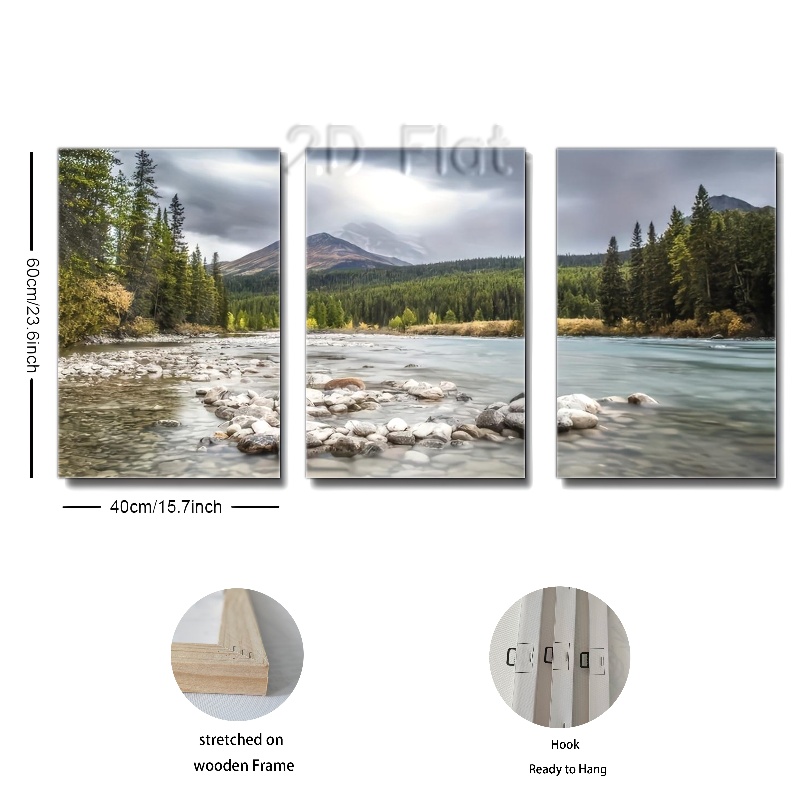 2D Flat
60cm/23.6inch
40cm/15.7inch
stretched on
wooden Frame
Hook
Ready to Hang